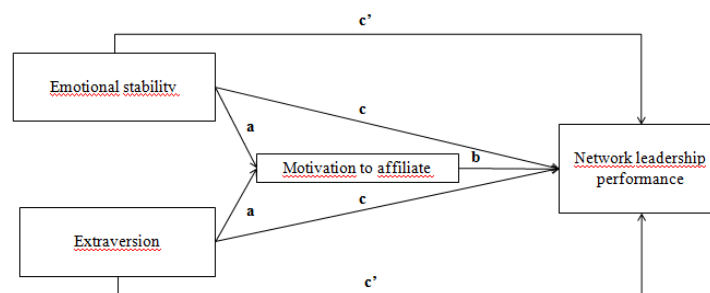 c’
Emotional stability
c
a
Motivation to affiliate
b
Network leadership
performance
a
c
Extraversion
c’